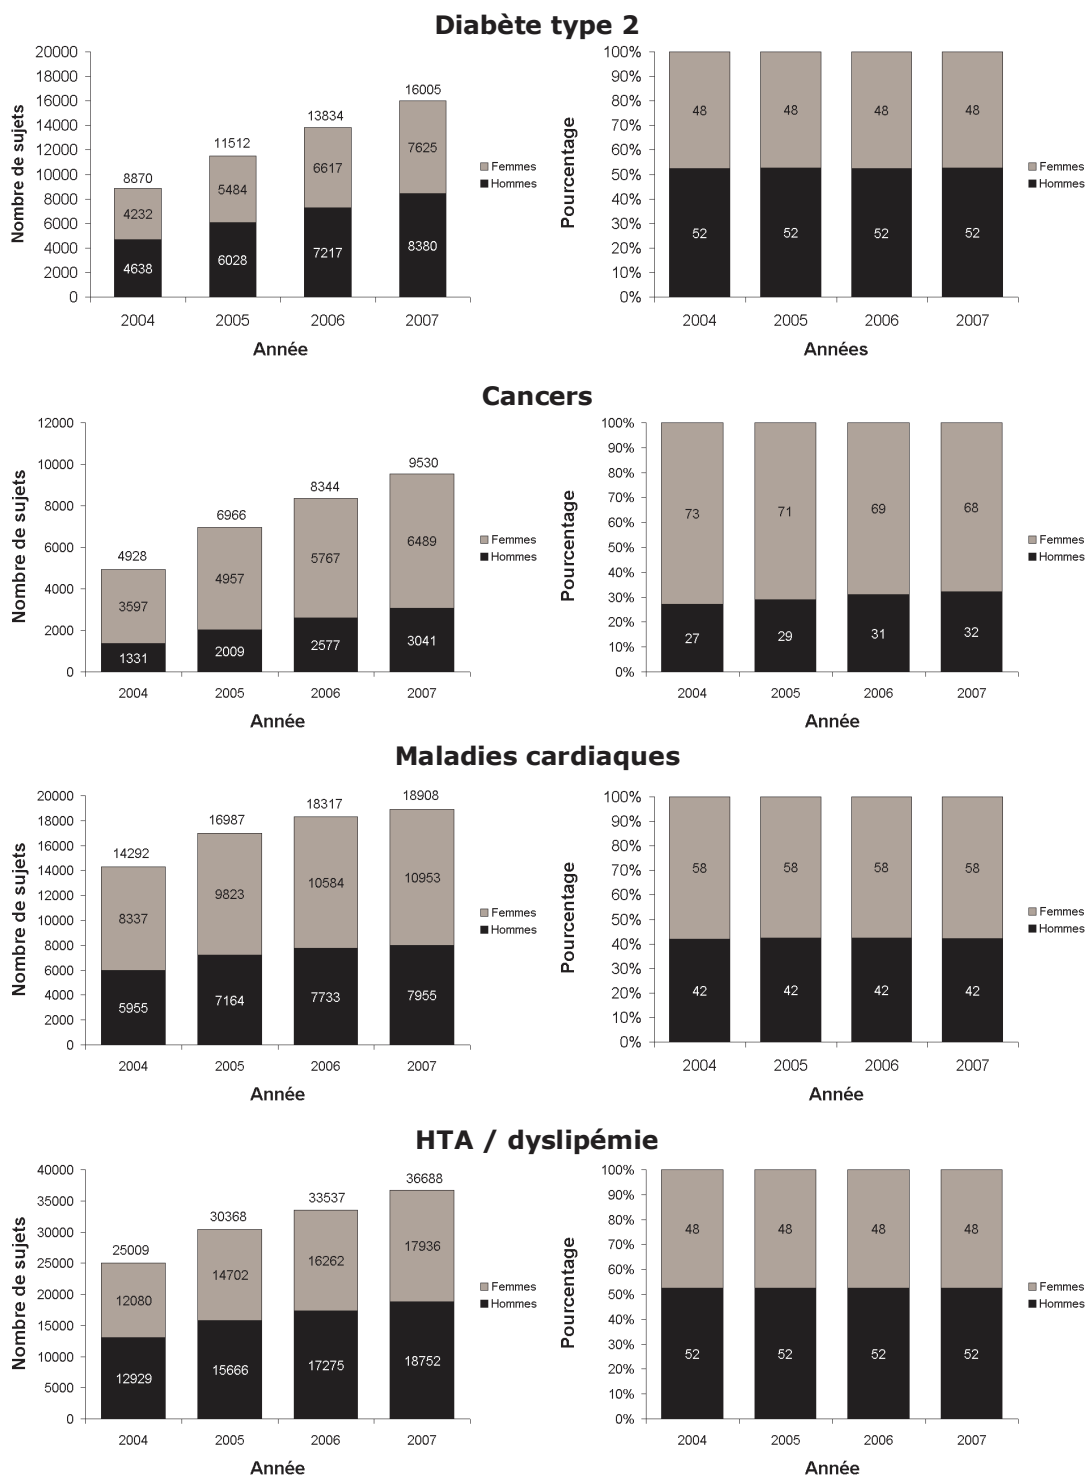 Diabète type 2
20000
18000
16000
14000
12000
10000
8000
6000
4000
2000
0
Nombre de sujets
8870
4232
4638
11512
5484
6028
13834
6617
7217
16005
7625
8380
2004 2005 2006 2007
Année
Femmes
Hommes
100%
90%
80%
70%
60%
50%
40%
30%
20%
10%
0%
Pourcentage
48 48 48 48
52 52 52 52
2004 2005 2006 2007
Années
Femmes
Hommes
Cancers
12000
10000
8000
6000
4000
2000
0
Nombre de sujets
4928
3597
1331
6966
4957
2009
8344
5767
2577
9530
6489
3041
2004 2005 2006 2007
Année
Femmes
Hommes
100%
90%
80%
70%
60%
50%
40%
30%
20%
10%
0%
Pourcentage
73 71 69 68
27 29 31 32
2004 2005 2006 2007
Année
Femmes
Hommes
Maladies cardiaques
20000
18000
16000
14000
12000
10000
8000
6000
4000
2000
0
Nombre de sujets
14292
8337
5955
16987
9823
7164
18317
10584
7733
18908
10953
7955
2004 2005 2006 2007
Année
Femmes
Hommes
100%
90%
80%
70%
60%
50%
40%
30%
20%
10%
0%
Pourcentage
58 58 58 58
42 42 42 42
2004 2005 2006 2007
Année
Femmes
Hommes
HTA / dyslipémie
40000
35000
30000
25000
20000
15000
10000
5000
0
Nombre de sujets
25009
12080
12929
30368
14702
15666
33537
16262
17275
36688
17936
18752
2004 2005 2006 2007
Année
Femmes
Hommes
100%
90%
80%
70%
60%
50%
40%
30%
20%
10%
0%
Pourcentage
48 48 48 48
52 52 52 52
2004 2005 2006 2007
Année
Femmes
Hommes